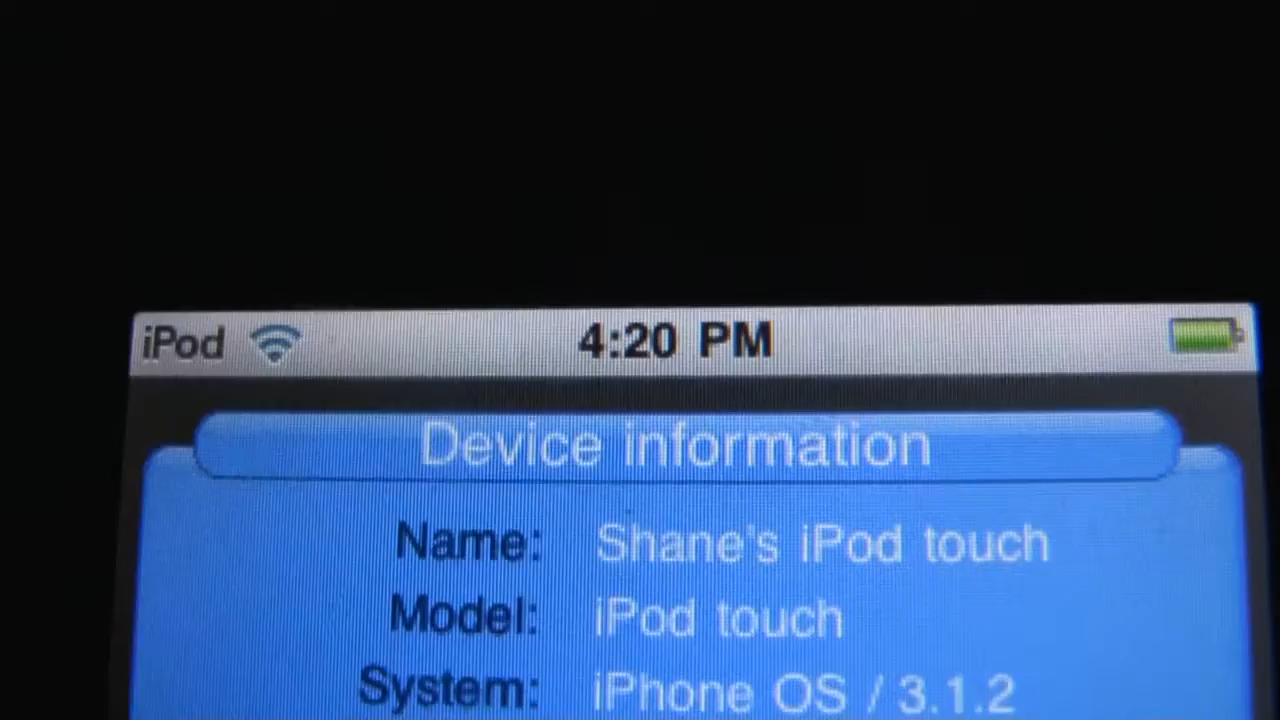 iPod 4:20 PM
Device information
Name: Shane's iPod touch
Model: iPod touch
System: iPhone OS / 3.1.2